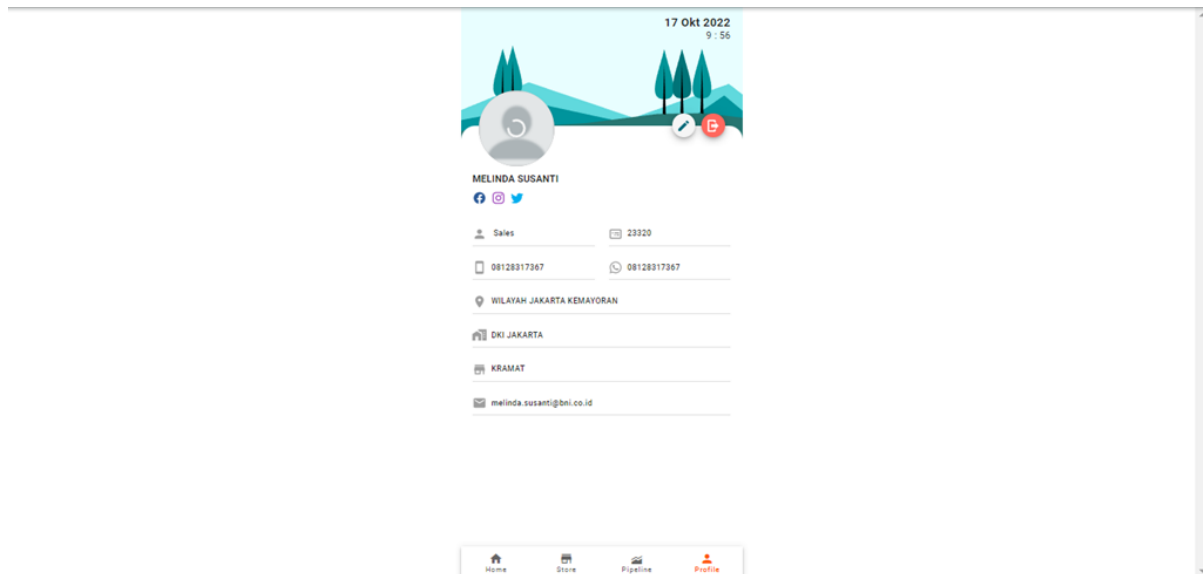 17 Okt 2022
9 : 56
MELINDA SUSANTI
Sales
23320
08128317367
08128317367
WILAYAH JAKARTA KEMAYORAN
DKI JAKARTA
KRAMAT
melinda.susanti@bni.co.id
Home
Store
Pipeline
Profile